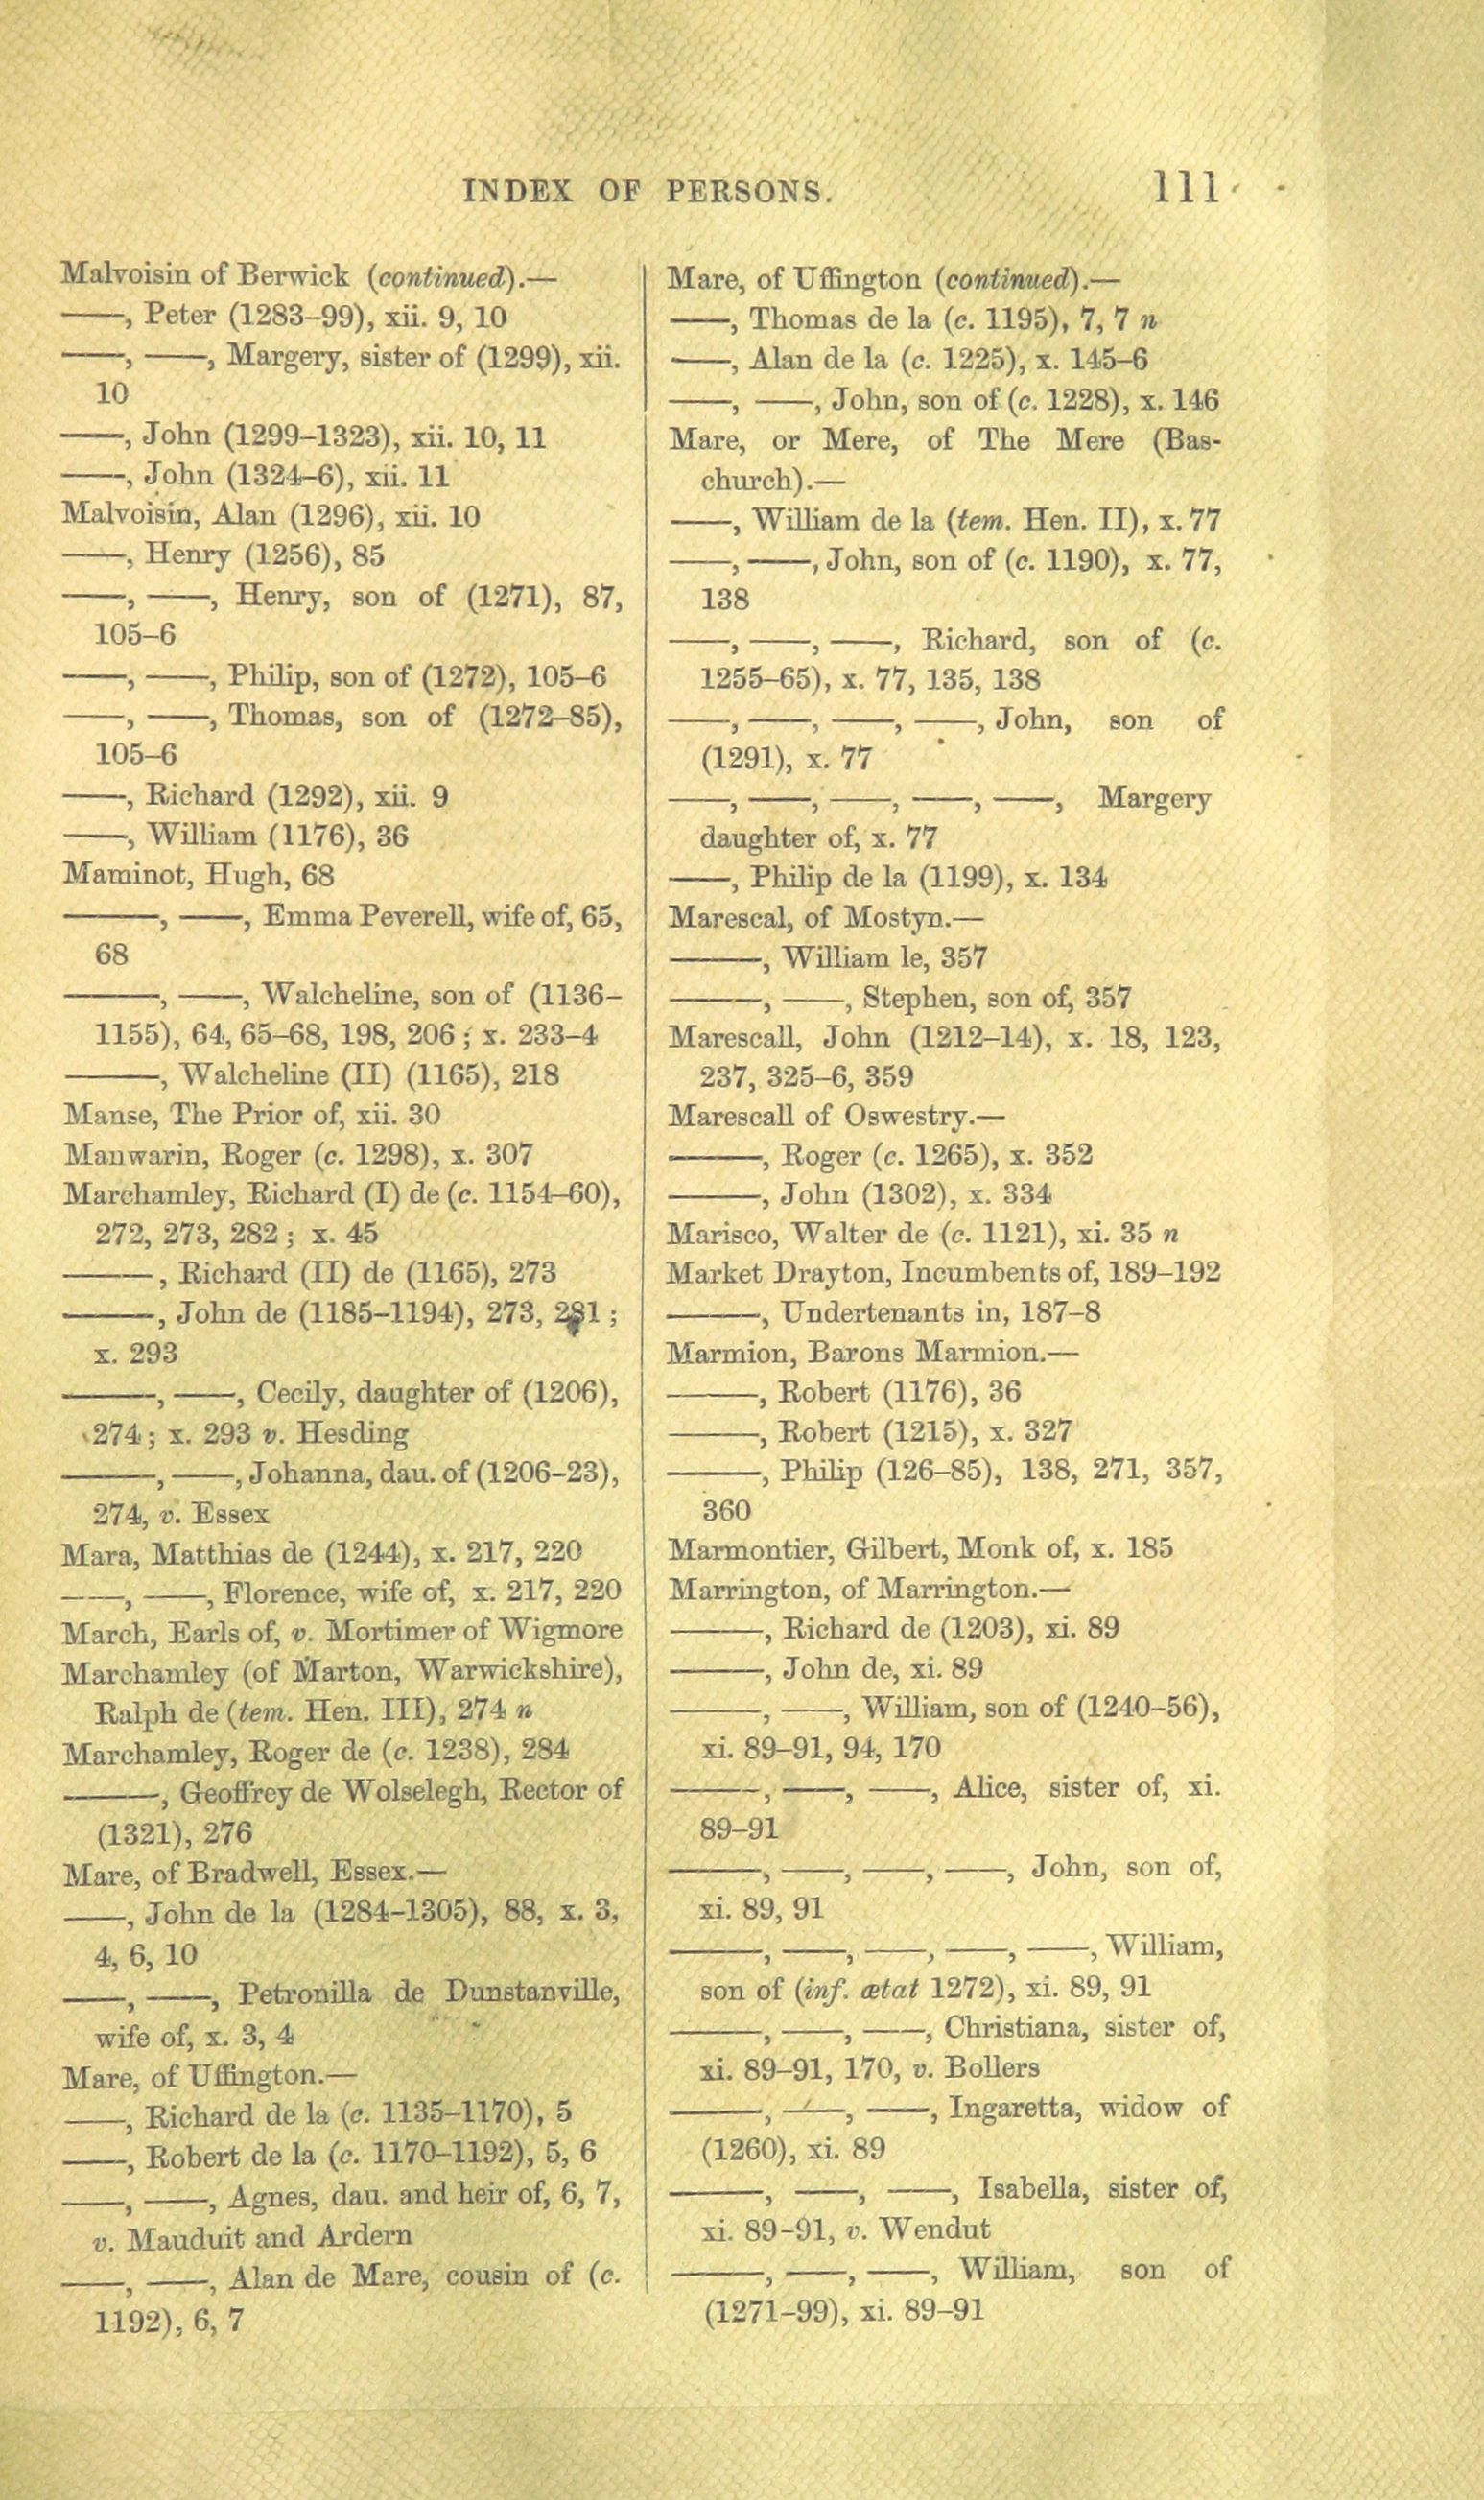 INDEX OF PERSONS. 111
Malvoisin of Berwick (continued).—
——, Peter (1283–99), xii. 9, 10
——, ——, Margery, sister of (1299), xii.
10
——, John (1299–1323), xii. 10, 11
——, John (1324–6), xii. 11
Malvoisin, Alan (1296), xii. 10
——, Henry (1256), 85
——, ——, Henry, son of (1271), 87,
105–6
——, ——, Philip, son of (1272), 105–6
——, ——, Thomas, son of (1272–85),
105–6
——, Richard (1292), xii. 9
——, William (1176), 36
Maminot, Hugh, 68
———, ——, Emma Peverell, wife of, 65,
68
———, ——, Walcheline, son of (1136–
1155), 64, 65–68, 198, 206; x. 233–4
———, Walcheline (II) (1165), 218
Manse, The Prior of, xii. 30
Manwarin, Roger (c. 1298), x. 307
Marchamley, Richard (I) de (c. 1154–60),
272, 273, 282; x. 45
———, Richard (II) de (1165), 273
———, John de (1185–1194), 273, 281;
x. 293
———, ——, Cecily, daughter of (1206),
274; x. 293 v. Hesding
———, ——, Johanna, dau. of (1206–23),
274, v. Essex
Mara, Matthias de (1244), x. 217, 220
——, ——, Florence, wife of, x. 217, 220
March, Earls of, v. Mortimer of Wigmore
Marchamley (of Marton, Warwickshire),
Ralph de (tem. Hen. III), 274 n
Marchamley, Roger de (c. 1238), 284
———, Geoffrey de Wolselegh, Rector of
(1321), 276
Mare, of Bradwell, Essex.—
——, John de la (1284–1305), 88, x. 3,
4, 6, 10
——, ——, Petronilla de Dunstanville,
wife of, x. 3, 4
Mare, of Uffington.—
——, Richard de la (c. 1135–1170), 5
——, Robert de la (c. 1170–1192), 5, 6
——, ——, Agnes, dau. and heir of, 6, 7,
v. Mauduit and Ardern
——, ——, Alan de Mare, cousin of (c.
1192), 6, 7
Mare, of Uffington (continued).—
——, Thomas de la (c. 1195), 7, 7 n
——, Alan de la (c. 1225), x. 145–6
——, ——, John, son of (c. 1228), x. 146
Mare, or Mere, of The Mere (Bas-
church).—
——, William de la (tem. Hen. II), x. 77
——, ——, John, son of (c. 1190), x. 77,
138
——, ——, ——, Richard, son of (c.
1255–65), x. 77, 135, 138
——, ——, ——, ——, John, son of
(1291), x. 77
——, ——, ——, ——, ——, Margery
daughter of, x. 77
——, Philip de la (1199), x. 134
Marescal, of Mostyn.—
———, William le, 357
———, ——, Stephen, son of, 357
Marescall, John (1212–14), x. 18, 123,
237, 325–6, 359
Marescall of Oswestry.—
———, Roger (c. 1265), x. 352
———, John (1302), x. 334
Marisco, Walter de (c. 1121), xi. 35 n
Market Drayton, Incumbents of, 189–192
———, Undertenants in, 187–8
Marmion, Barons Marmion.—
———, Robert (1176), 36
———, Robert (1215), x. 327
———, Philip (126–85), 138, 271, 357,
360
Marmontier, Gilbert, Monk of, x. 185
Marrington, of Marrington.—
———, Richard de (1203), xi. 89
———, John de, xi. 89
———, ——, William, son of (1240–56),
xi. 89–91, 94, 170
———, ——, ——, Alice, sister of, xi.
89–91
———, ——, ——, ——, John, son of,
xi. 89, 91
———, ——, ——, ——, ——, William,
son of (inf. ætat 1272), xi. 89, 91
———, ——, ——, Christiana, sister of,
xi. 89–91, 170, v. Bollers
———, ——, ——, Ingaretta, widow of
(1260), xi. 89
———, ——, ——, Isabella, sister of,
xi. 89–91, v. Wendut
———, ——, ——, William, son of
(1271–99), xi. 89–91